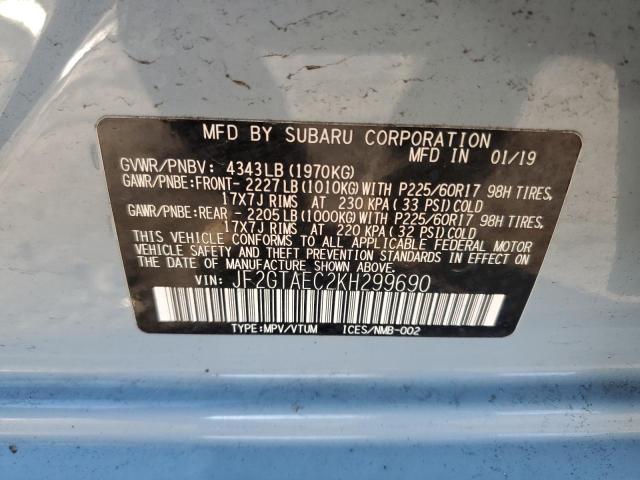 MFD BY SUBARU CORPORATION
MFD IN 01/19
GVWR/PNBV: 4343LB (1970KG)
GAWR/PNBE:FRONT- 2227LB (1010KG) WITH P225/60R17 98H TIRES,
17X7J RIMS AT 230 KPA (33 PSI) COLD
GAWR/PNBE:REAR - 2205LB (1000KG) WITH P225/60R17 98H TIRES,
17X7J RIMS AT 220 KPA (32 PSI) COLD
THIS VEHICLE CONFORMS TO ALL APPLICABLE FEDERAL MOTOR
VEHICLE SAFETY AND THEFT PREVENTION STANDARDS IN EFFECT ON
THE DATE OF MANUFACTURE SHOWN ABOVE.
VIN: JF2GTAEC2KH299690
TYPE:MPV/VTUM ICES/NMB-002